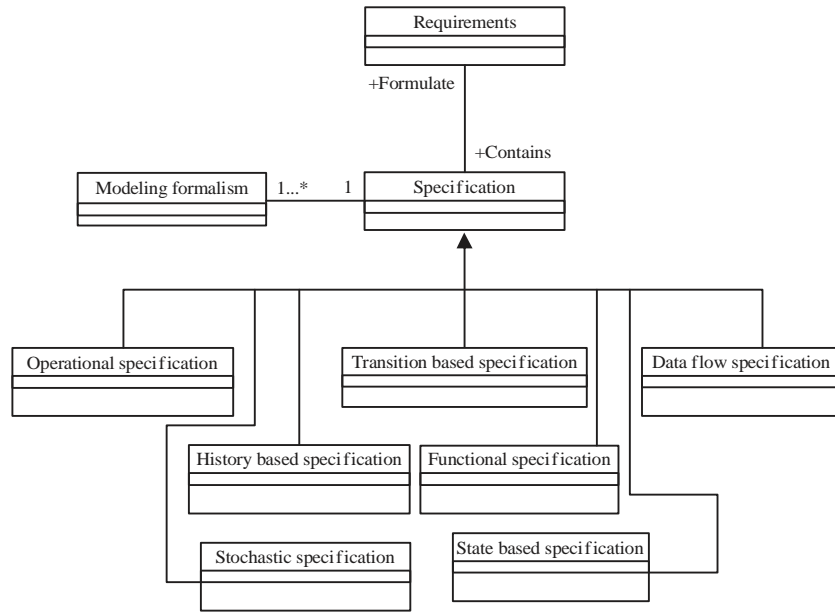 Requirements
+Formulate
+Contains
Modeling formalism
1...*
1
Specification
Operational specification
Transition based specification
Data flow specification
History based specification
Functional specification
Stochastic specification
State based specification